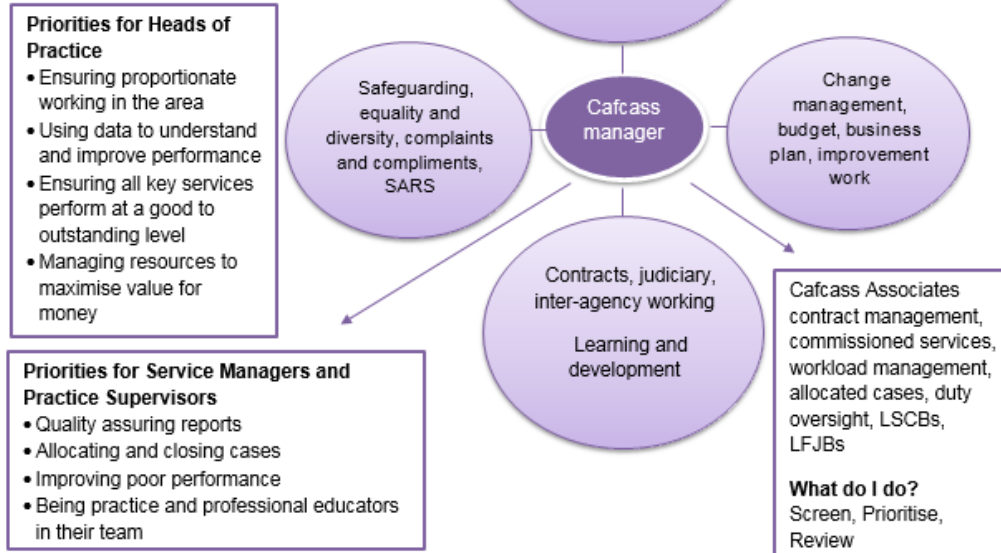 Priorities for Heads of
Practice
• Ensuring proportionate
working in the area
• Using data to understand
and improve performance
• Ensuring all key services
perform at a good to
outstanding level
• Managing resources to
maximise value for
money
Safeguarding,
equality and
diversity, complaints
and compliments,
SARS
Cafcass
manager
Change
management,
budget, business
plan, improvement
work
Contracts, judiciary,
inter-agency working
Learning and
development
Priorities for Service Managers and
Practice Supervisors
• Quality assuring reports
• Allocating and closing cases
• Improving poor performance
• Being practice and professional educators
in their team
Cafcass Associates
contract management,
commissioned services,
workload management,
allocated cases, duty
oversight, LSCBs,
LFJBs
What do I do?
Screen, Prioritise,
Review